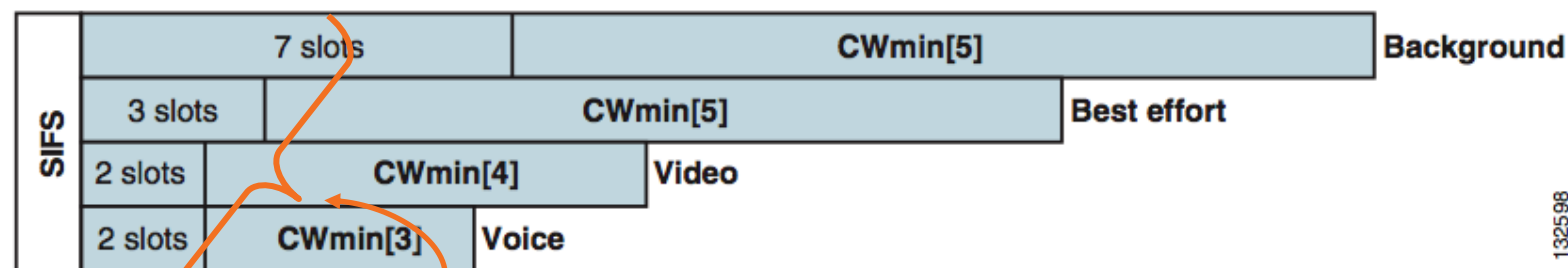 SIFS
7 slots CWmin[5] Background
3 slots CWmin[5] Best effort
2 slots CWmin[4] Video
2 slots CWmin[3] Voice
132598